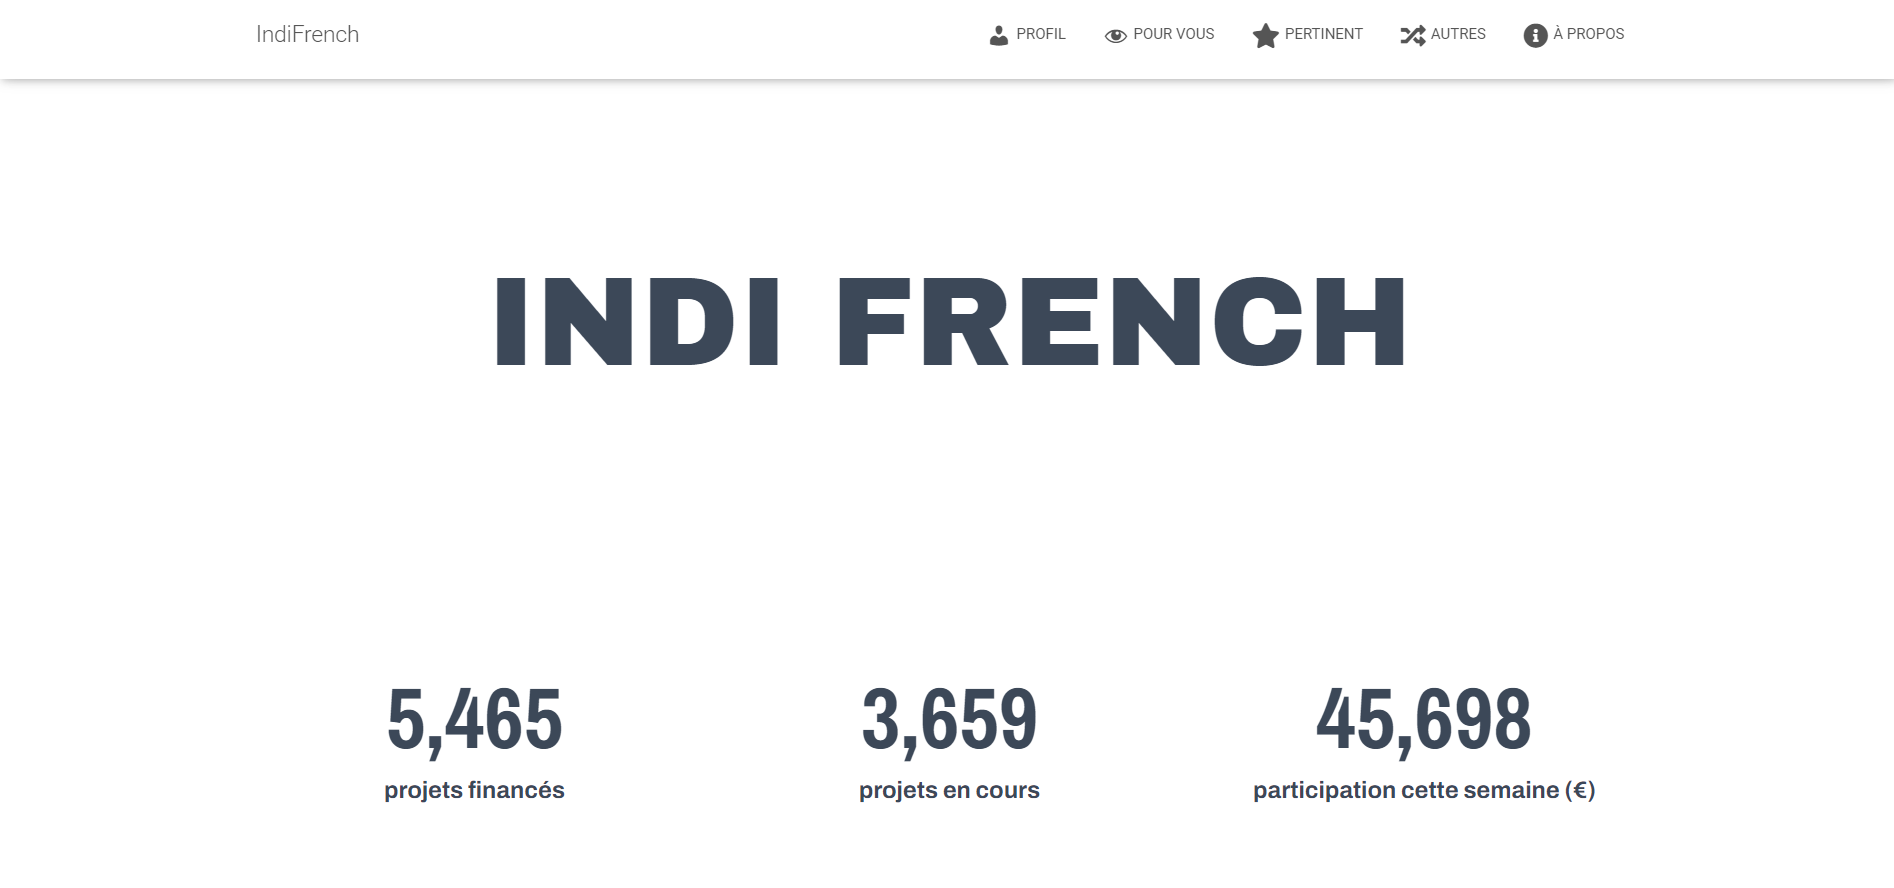 IndiFrench
PROFIL
POUR VOUS
PERTINENT
AUTRES
À PROPOS
INDI FRENCH
5,465
projets financés
3,659
projets en cours
45,698
participation cette semaine (€)